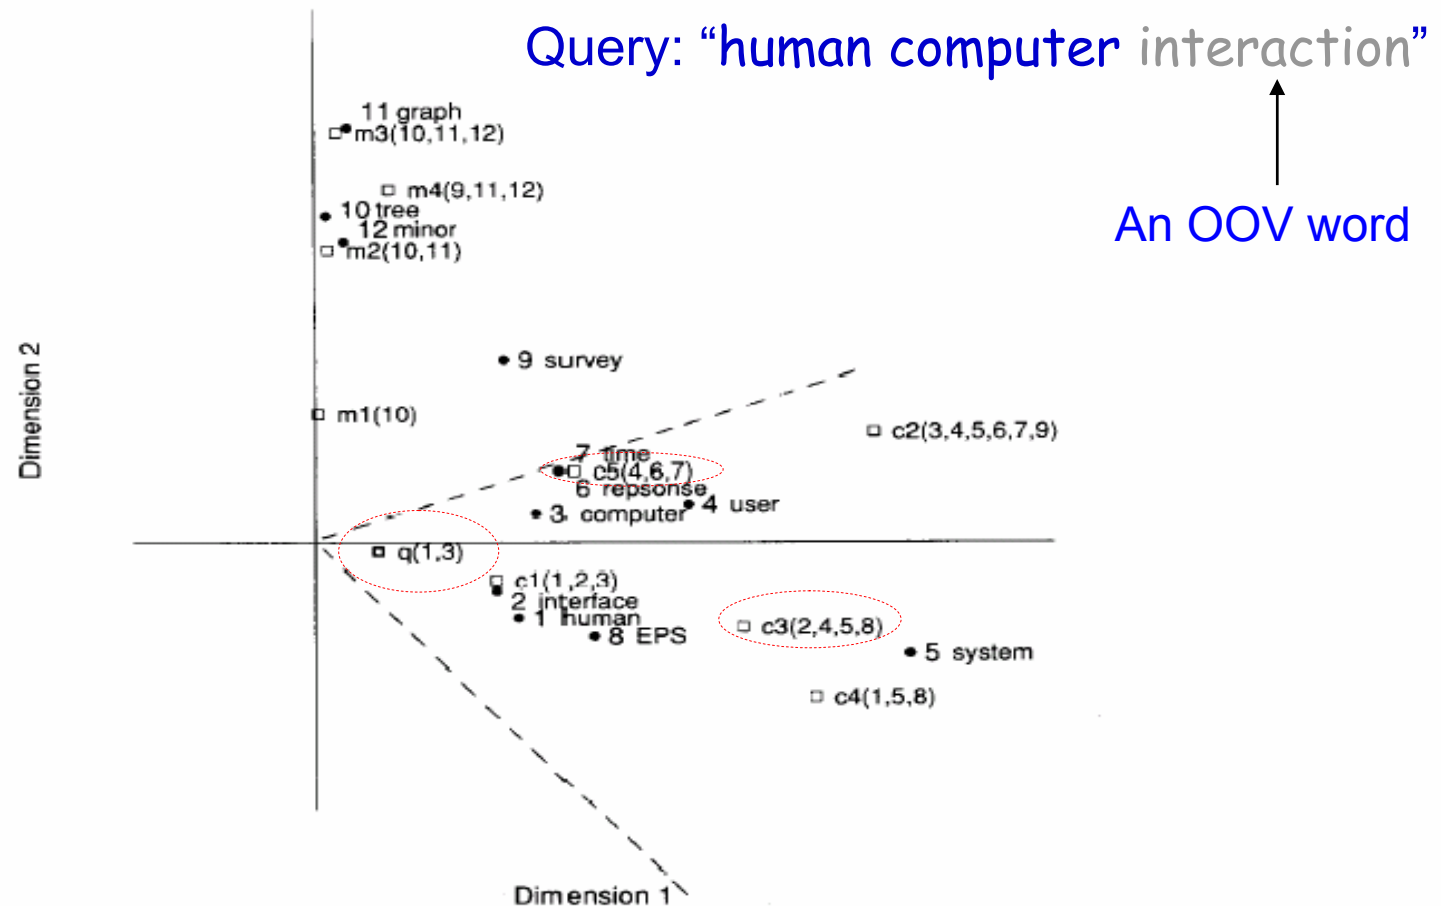 Query: “human computer interaction”
An OOV word
11 graph
m3(10,11,12)
m4(9,11,12)
10 tree
12 minor
m2(10,11)
Dimension 2
9 survey
m1(10)
c2(3,4,5,6,7,9)
7 time
c5(4,6,7)
6 repsonse
4 user
3. computer
q(1,3)
c1(1,2,3)
2 interface
1 human
8 EPS
c3(2,4,5,8)
5 system
c4(1,5,8)
Dimension 1